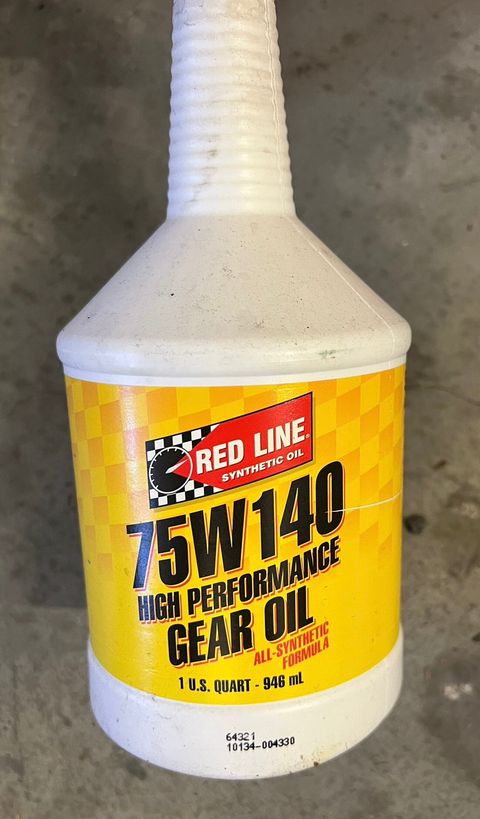 RED LINE®
SYNTHETIC OIL
75W140
HIGH PERFORMANCE
GEAR OIL
ALL-SYNTHETIC
FORMULA
1 U.S. QUART - 946 mL
64321
10134-004330